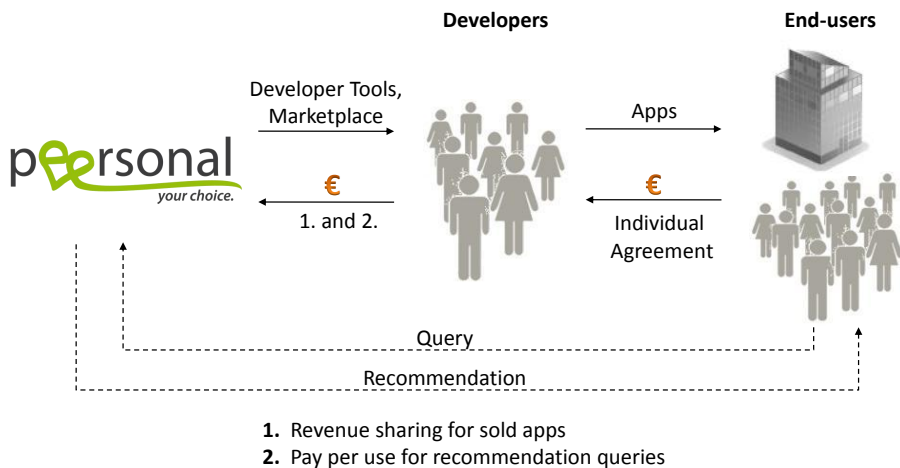 Developers
End-users
Developer Tools,
Marketplace
Apps
peersonal
your choice.
€
1. and 2.
€
Individual
Agreement
Query
Recommendation
1. Revenue sharing for sold apps
2. Pay per use for recommendation queries